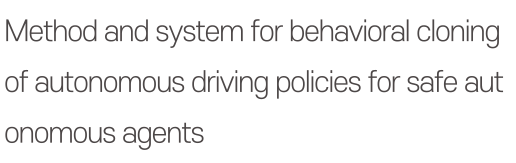 Method and system for behavioral cloning
of autonomous driving policies for safe aut
onomous agents